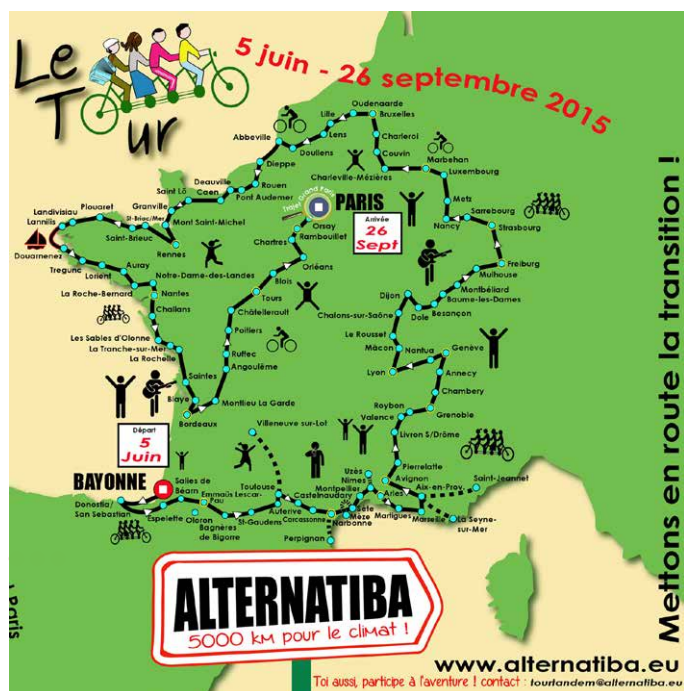 Le
Tour
5 juin - 26 septembre 2015
Mettons en route la transition !
Oudenaarde
Bruxelles
Lille
Lens
Charleroi
Abbeville
Doullens
Couvin
Marbehan
Dieppe
Charleville-Mézières
Luxembourg
Deauville
Rouen
Saint Lô
Caen
Pont Audemer
Trajet Grand Paris
PARIS
Metz
Granville
Orsay
Arrivée
26
Sept
Sarrebourg
Plouaret
St-Brieuc/Mer
Mont Saint-Michel
Rambouillet
Nancy
Strasbourg
Landivisiau
Lannilis
Saint-Brieuc
Chartres
Rennes
Orléans
Freiburg
Douarnenez
Auray
Notre-Dame-des-Landes
Mulhouse
Tregunc
Lorient
Blois
Montbéliard
La Roche-Bernard
Nantes
Tours
Dijon
Baume-les-Dames
Challans
Châtellerault
Chalons-sur-Saône
Dole
Besançon
Les Sables d'Olonne
Poitiers
Le Rousset
La Tranche-sur-Mer
La Rochelle
Ruffec
Mâcon
Nantua
Genève
Angoulême
Lyon
Annecy
Saintes
Chambery
Blaye
Montlieu La Garde
Roybon
Grenoble
Bordeaux
Valence
Villeneuve sur-Lot
Livron S/Drôme
Départ
5
Juin
Pierrelatte
BAYONNE
Salies de
Béarn
Toulouse
Uzès
Nimes
Avignon
Saint-Jeannet
Emmaüs Lescar-
Pau
Castelnaudary
Montpellier
Arles
Aix-en-Prov
Donostia/
San Sebastian
Espelette
Oloron
Auterive
Sète
Mèze
Martigues
Marseille
La Seyne-
sur-Mer
Bagnères
de Bigorre
St-Gaudens
Carcassonne
Narbonne
Perpignan
ALTERNATIBA
5000 km pour le climat !
à Paris
www.alternatiba.eu
Toi aussi, participe à l'aventure ! contact : tourtandem@alternatiba.eu